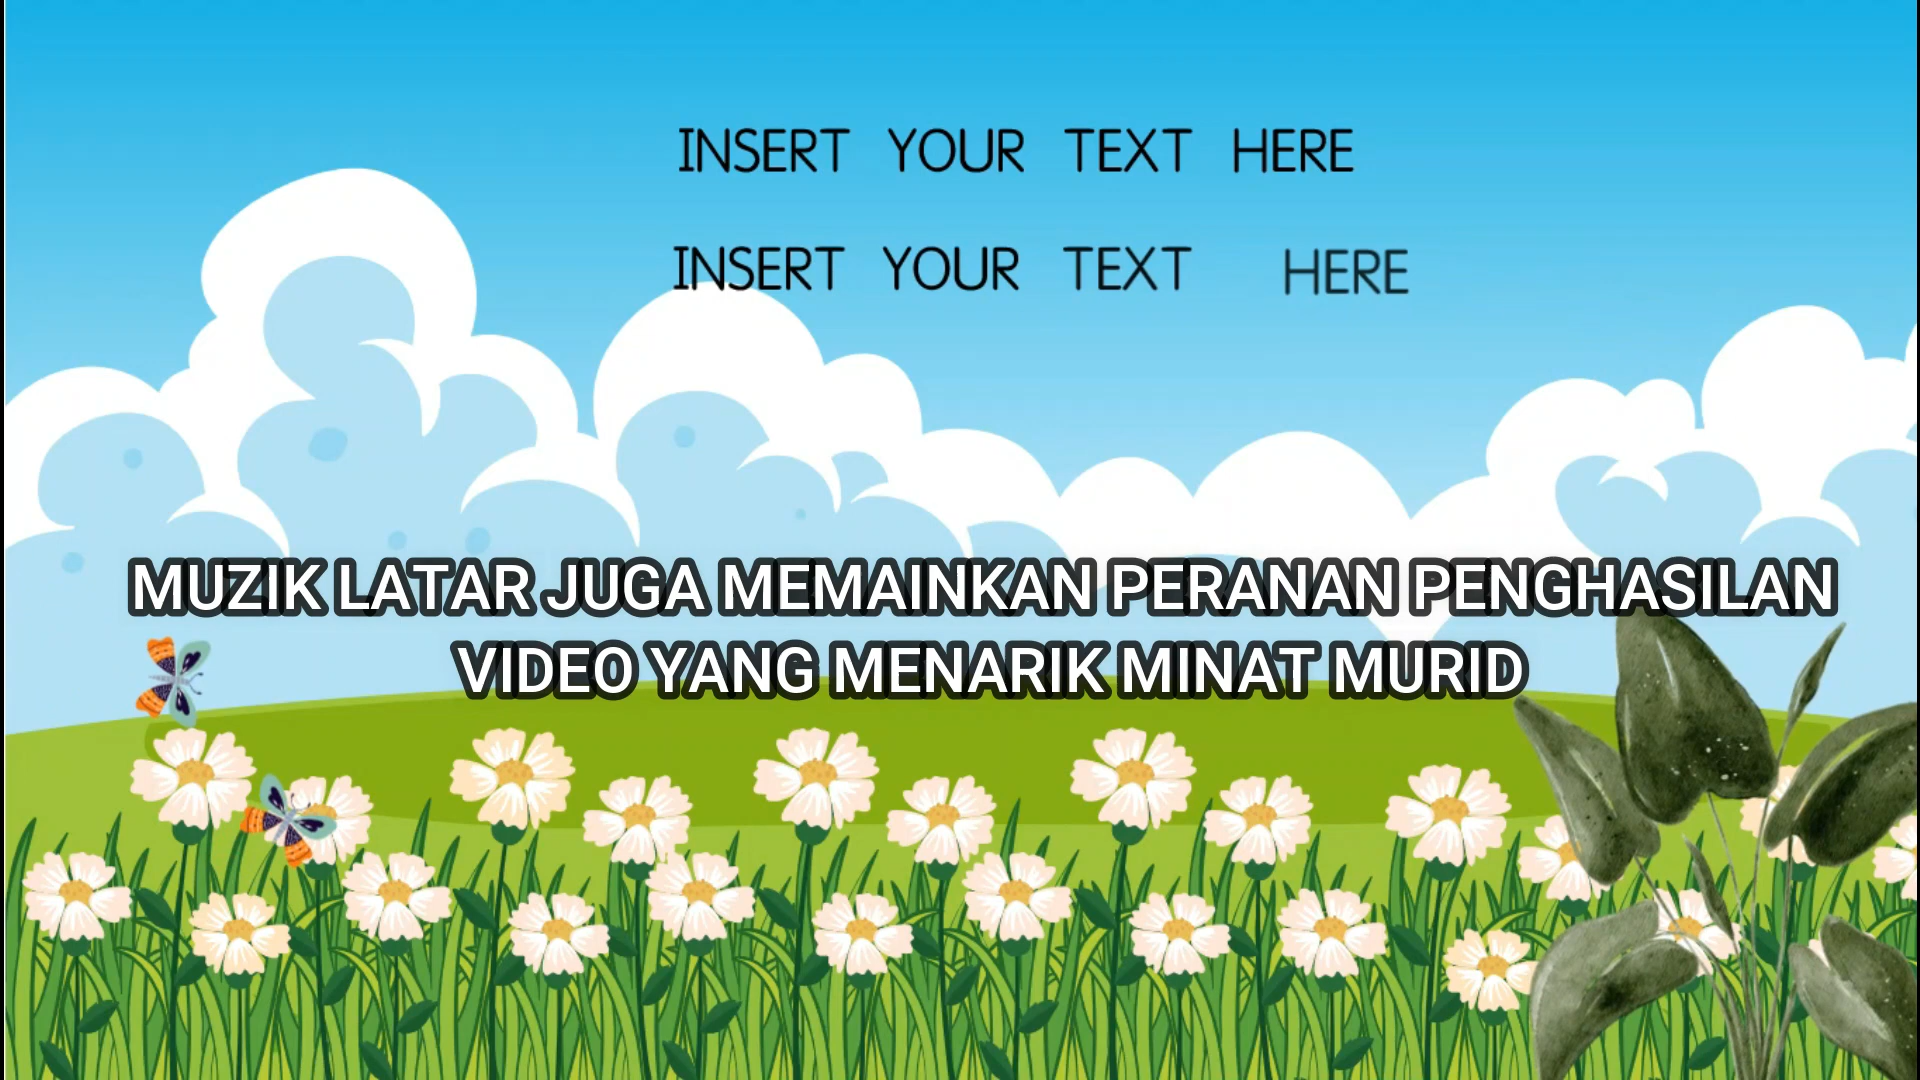 INSERT YOUR TEXT HERE
INSERT YOUR TEXT HERE
MUZIK LATAR JUGA MEMAINKAN PERANAN PENGHASILAN
VIDEO YANG MENARIK MINAT MURID